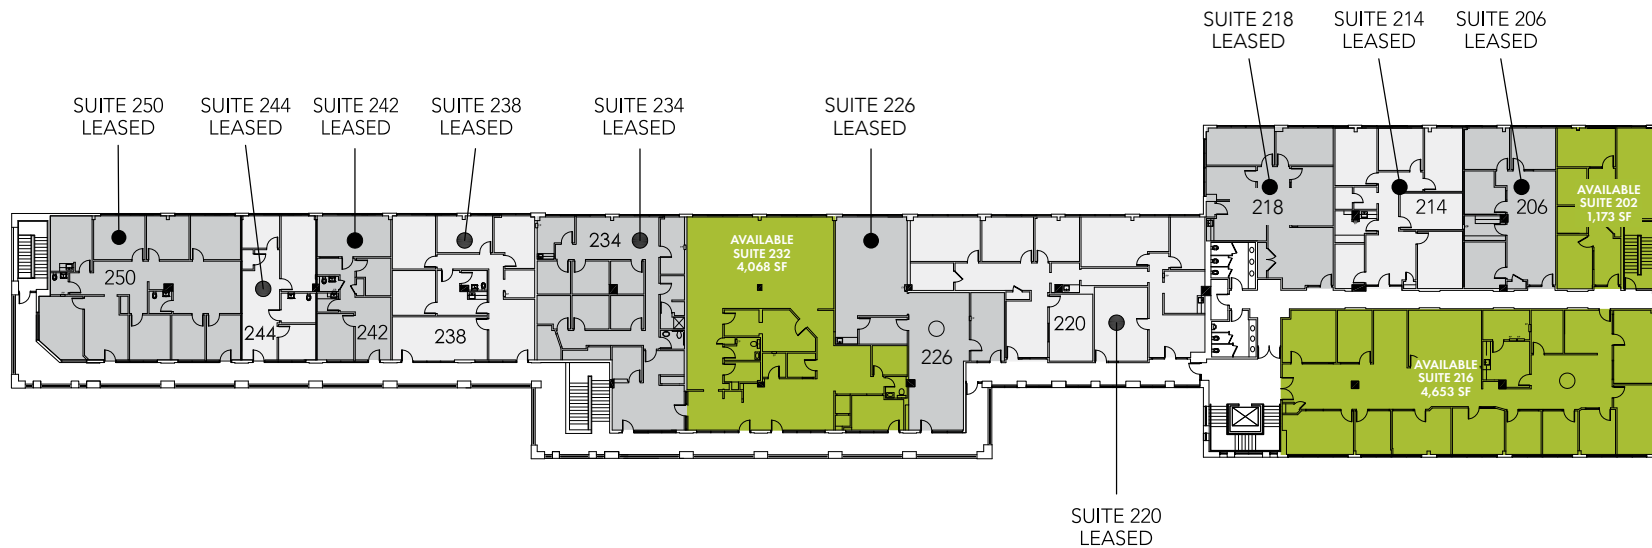 SUITE 218
LEASED
SUITE 214
LEASED
SUITE 206
LEASED
SUITE 250
LEASED
SUITE 244
LEASED
SUITE 242
LEASED
SUITE 238
LEASED
SUITE 234
LEASED
SUITE 226
LEASED
AVAILABLE
SUITE 202
1,173 SF
218
214
206
234
AVAILABLE
SUITE 232
4,068 SF
250
244
242
238
226
220
AVAILABLE
SUITE 216
4,653 SF
SUITE 220
LEASED